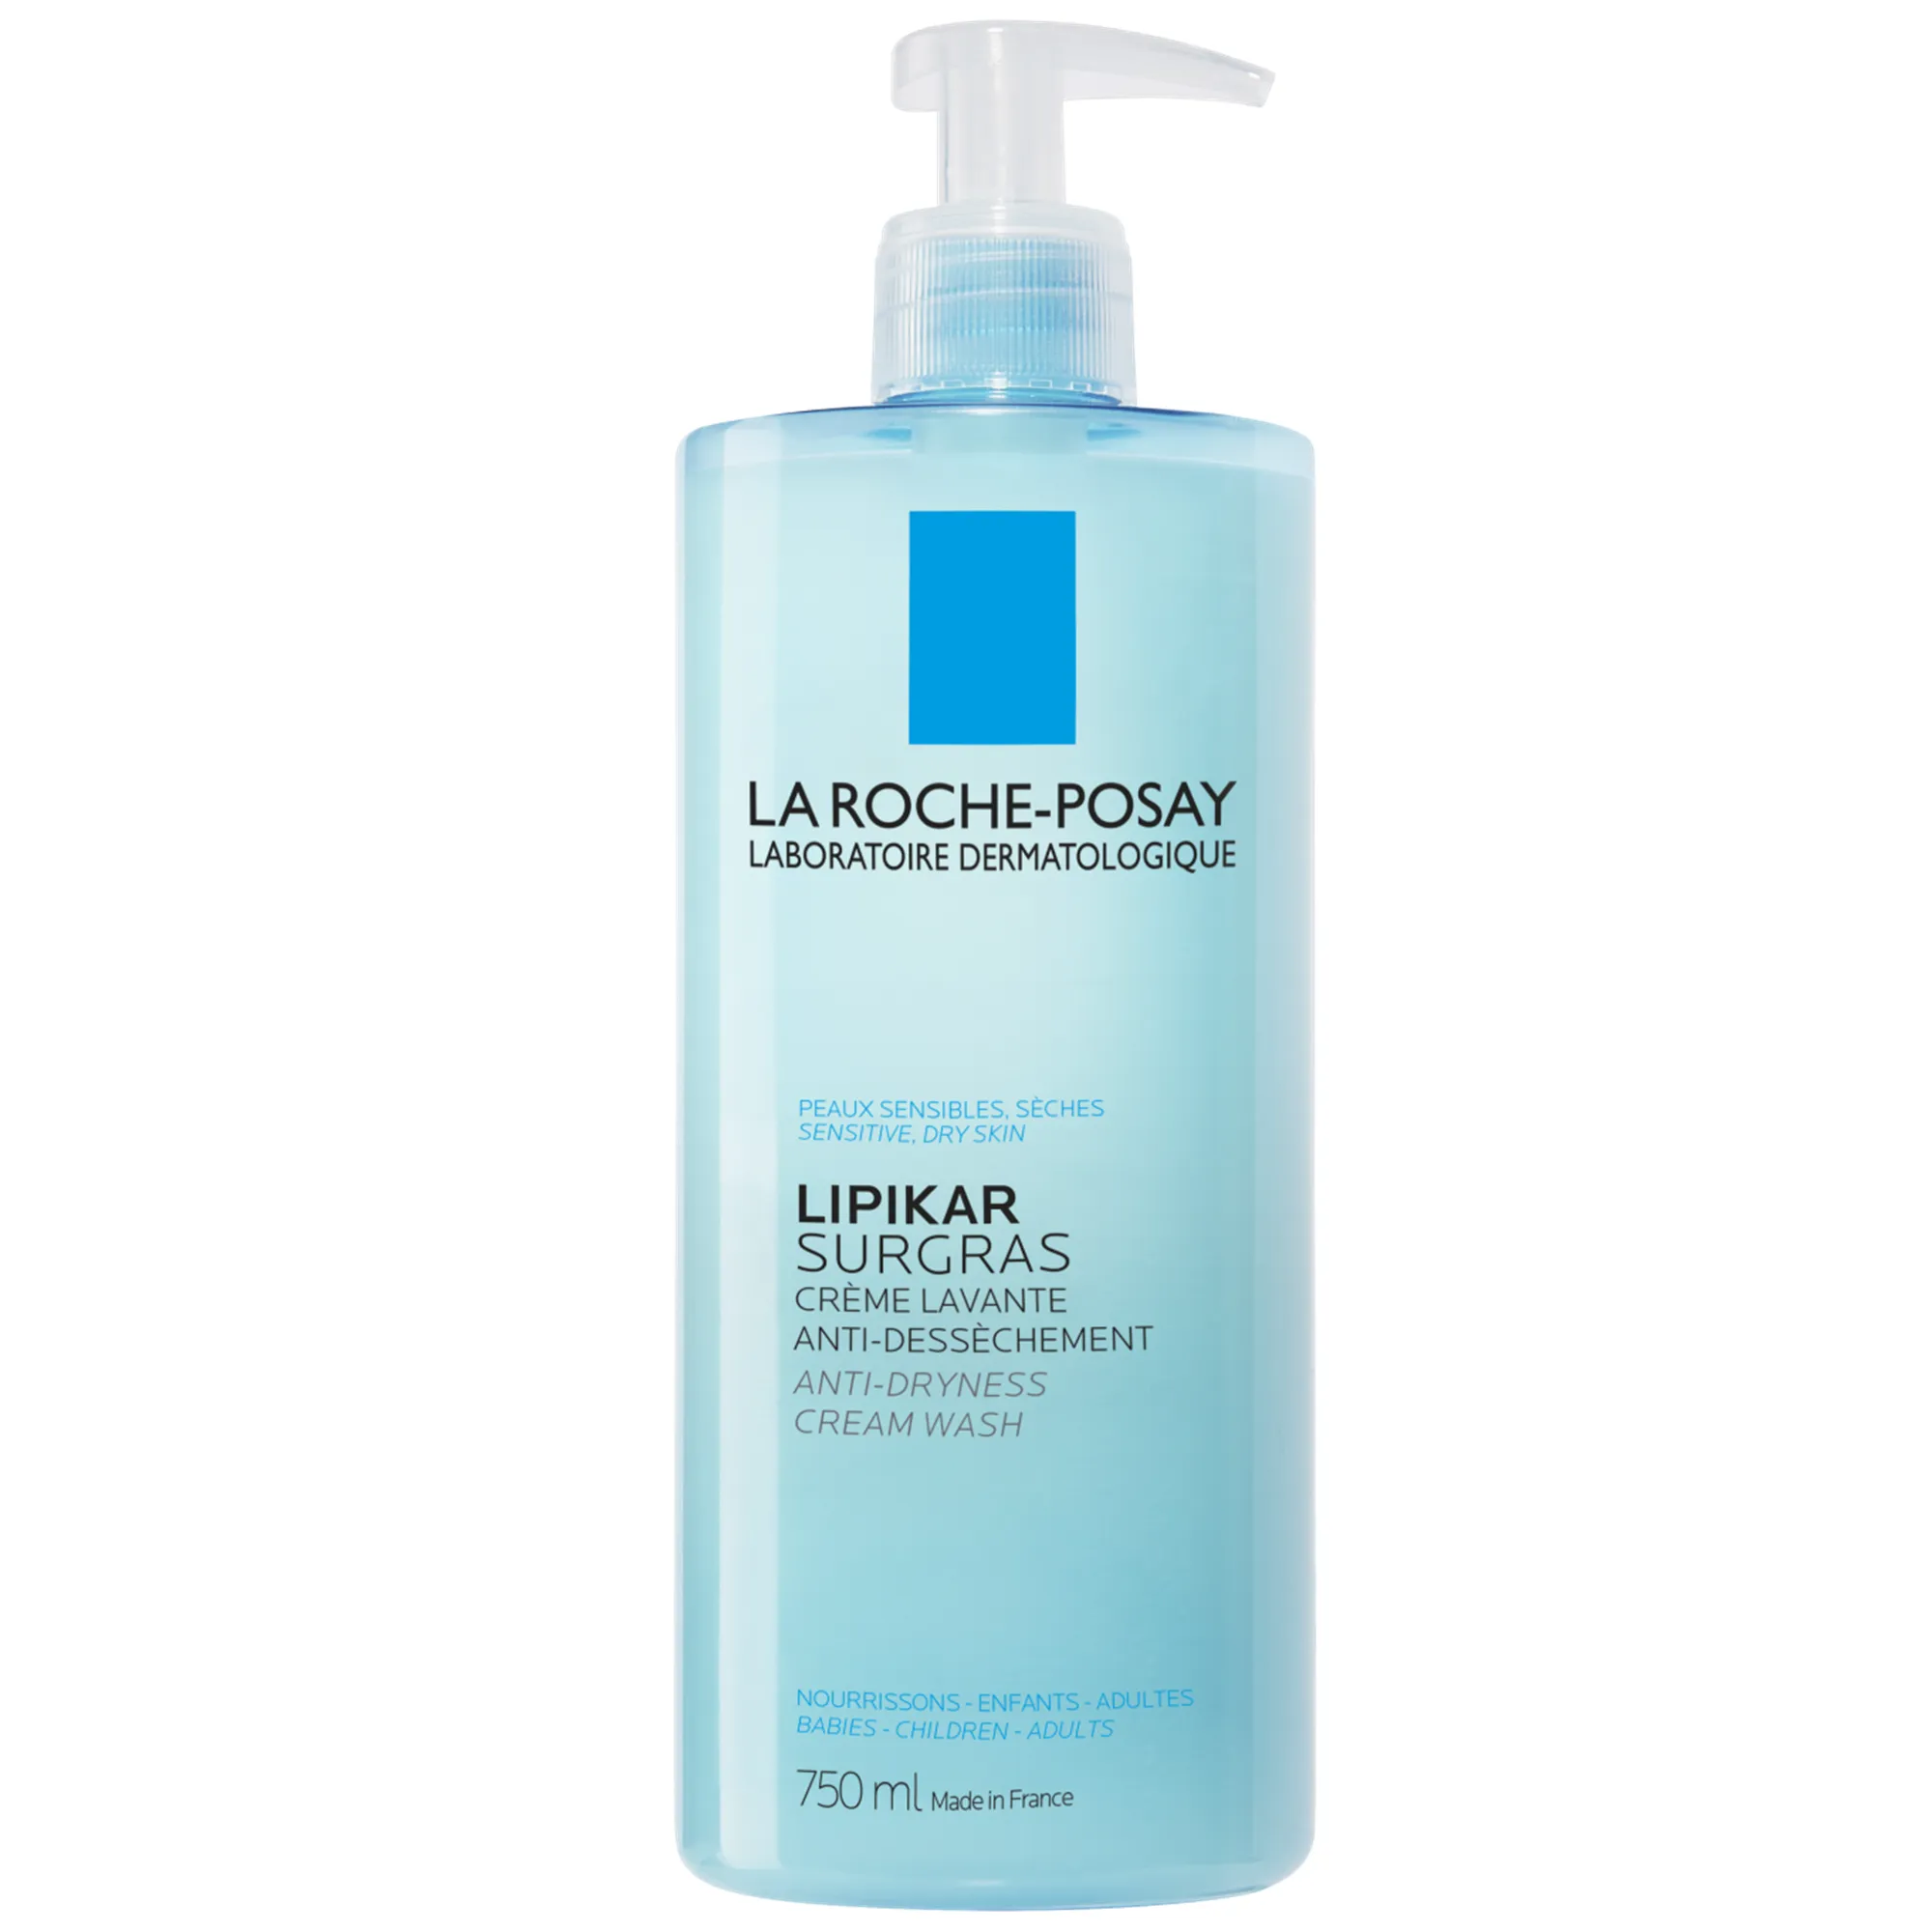 LA ROCHE-POSAY
LABORATOIRE DERMATOLOGIQUE
PEAUX SENSIBLES, SÈCHES
SENSITIVE, DRY SKIN
LIPIKAR
SURGRAS
CRÈME LAVANTE
ANTI-DESSÈCHEMENT
ANTI-DRYNESS
CREAM WASH
NOURRISSONS - ENFANTS - ADULTES
BABIES - CHILDREN - ADULTS
750 ml Made in France